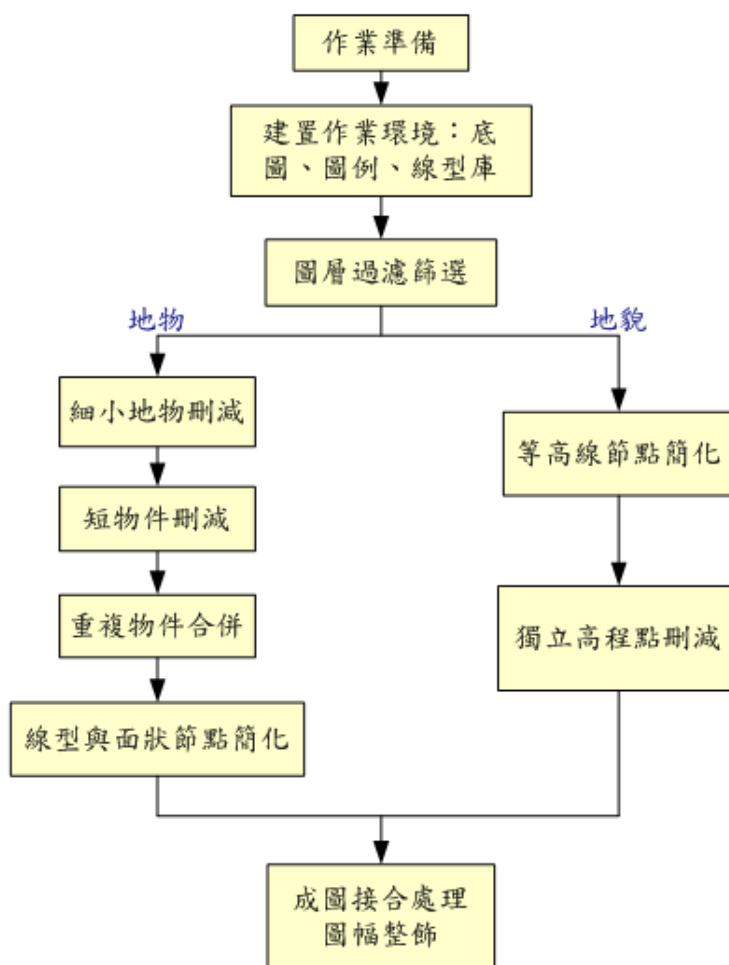 作業準備
建置作業環境：底
圖、圖例、線型庫
圖層過濾篩選
地物
地貌
細小地物刪減
短物件刪減
重複物件合併
線型與面狀節點簡化
等高線節點簡化
獨立高程點刪減
成圖接合處理
圖幅整飾